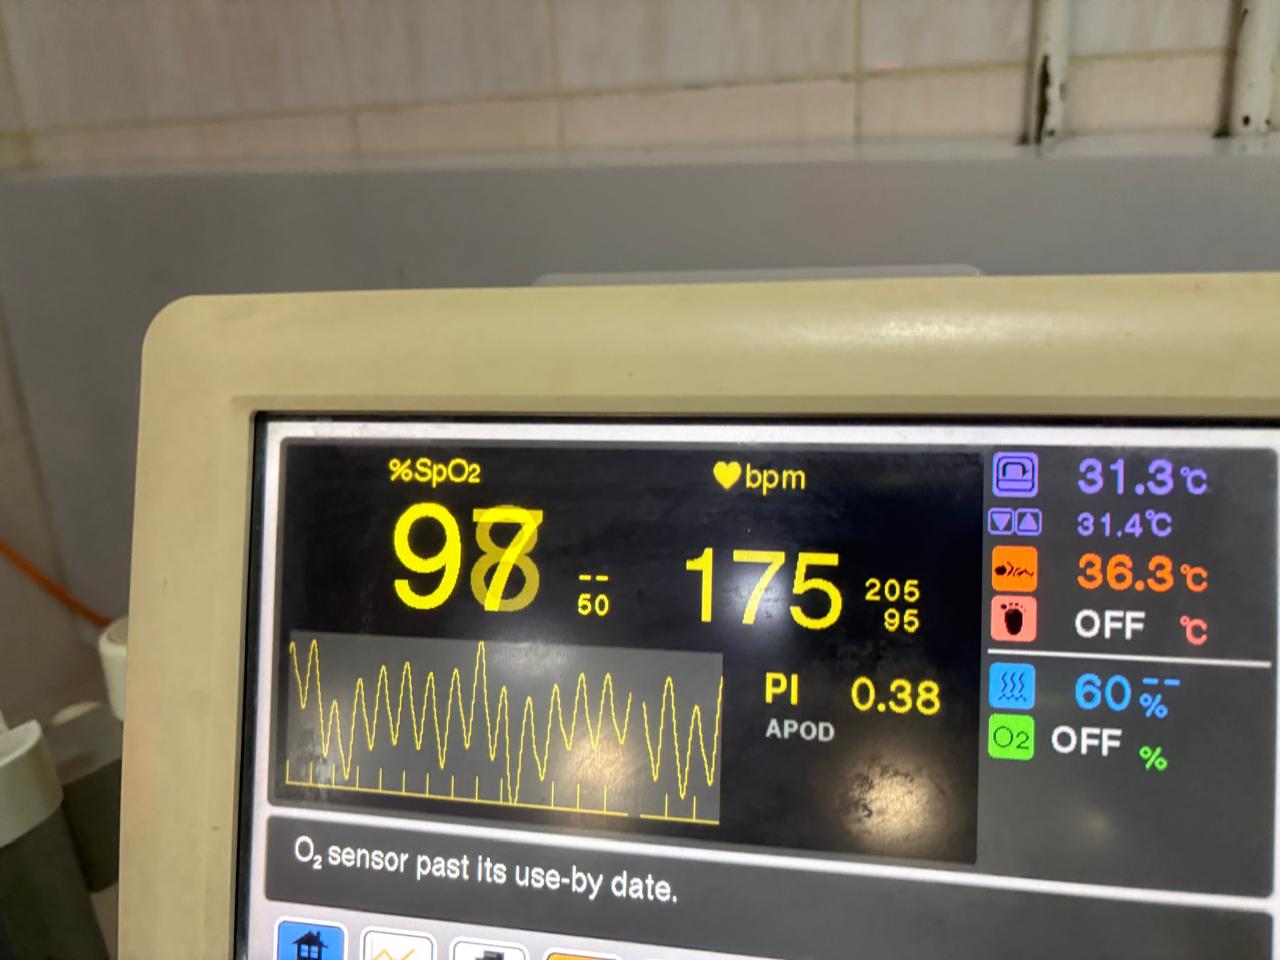 %SpO2
bpm
--
50
175
205
95
PI 0.38
APOD
31.3 °C
31.4°C
36.3 °C
OFF °C
60 -- %
O2 OFF %
O₂ sensor past its use-by date.